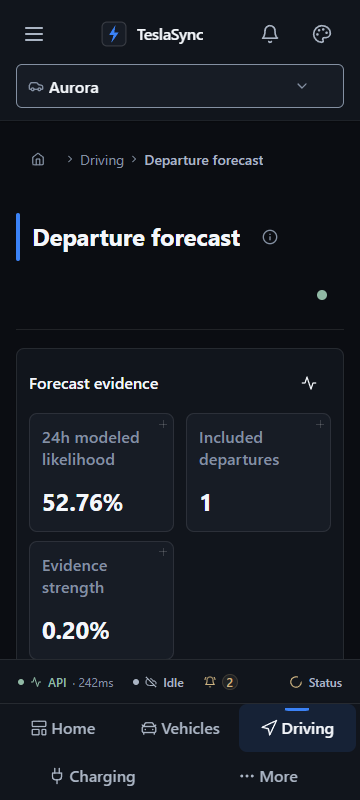 TeslaSync
Aurora
Driving
Departure forecast
Departure forecast
Forecast evidence
24h modeled
likelihood
52.76%
Included
departures
1
Evidence
strength
0.20%
API · 242ms
Idle
2
Status
Home
Vehicles
Driving
Charging
More